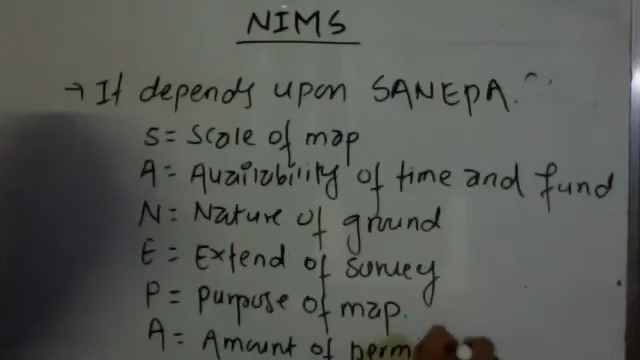 NIMS
→ It depends upon SANEPA.
S = Scale of map
A = Availability of time and fund
N = Nature of ground
E = Extend of survey
P = Purpose of map.
A = Amount of perm